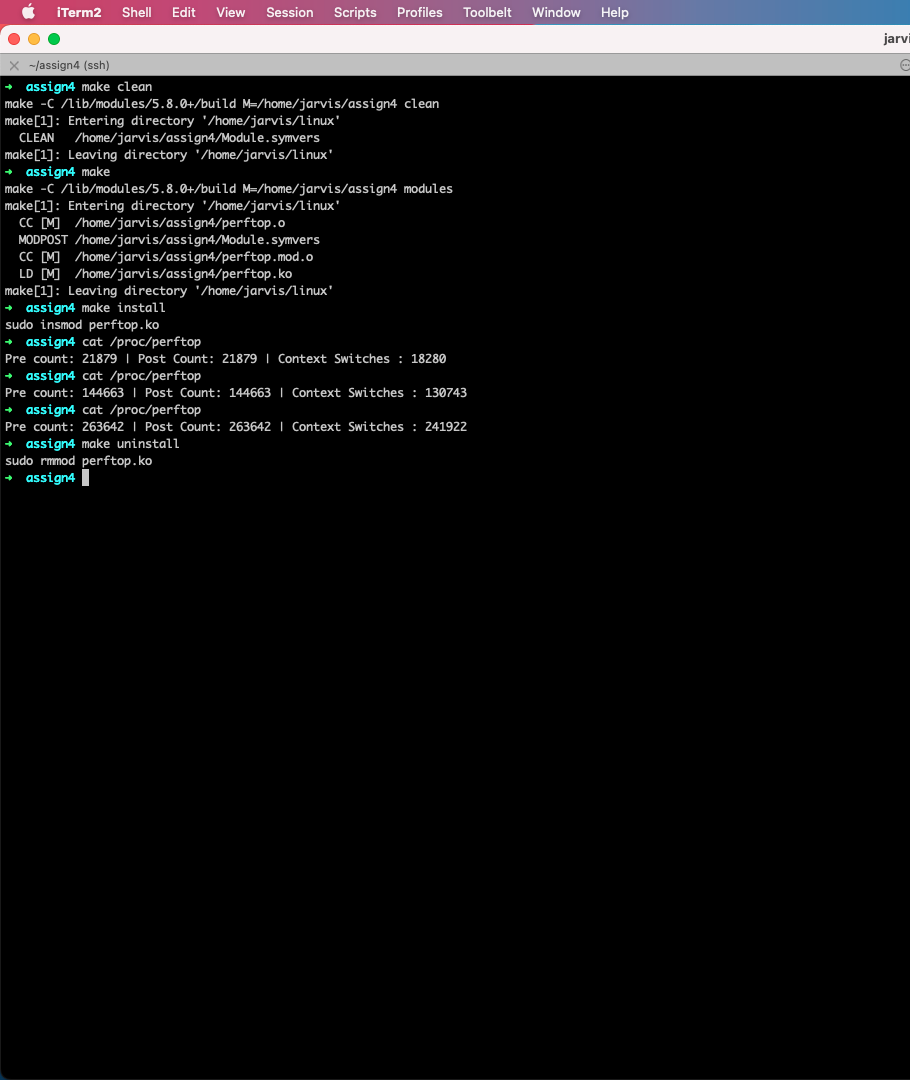 iTerm2 Shell Edit View Session Scripts Profiles Toolbelt Window Help
jarvi
~/assign4 (ssh)
➜  assign4 make clean
make -C /lib/modules/5.8.0+/build M=/home/jarvis/assign4 clean
make[1]: Entering directory '/home/jarvis/linux'
  CLEAN   /home/jarvis/assign4/Module.symvers
make[1]: Leaving directory '/home/jarvis/linux'
➜  assign4 make
make -C /lib/modules/5.8.0+/build M=/home/jarvis/assign4 modules
make[1]: Entering directory '/home/jarvis/linux'
  CC [M]  /home/jarvis/assign4/perftop.o
  MODPOST /home/jarvis/assign4/Module.symvers
  CC [M]  /home/jarvis/assign4/perftop.mod.o
  LD [M]  /home/jarvis/assign4/perftop.ko
make[1]: Leaving directory '/home/jarvis/linux'
➜  assign4 make install
sudo insmod perftop.ko
➜  assign4 cat /proc/perftop
Pre count: 21879 | Post Count: 21879 | Context Switches : 18280
➜  assign4 cat /proc/perftop
Pre count: 144663 | Post Count: 144663 | Context Switches : 130743
➜  assign4 cat /proc/perftop
Pre count: 263642 | Post Count: 263642 | Context Switches : 241922
➜  assign4 make uninstall
sudo rmmod perftop.ko
➜  assign4